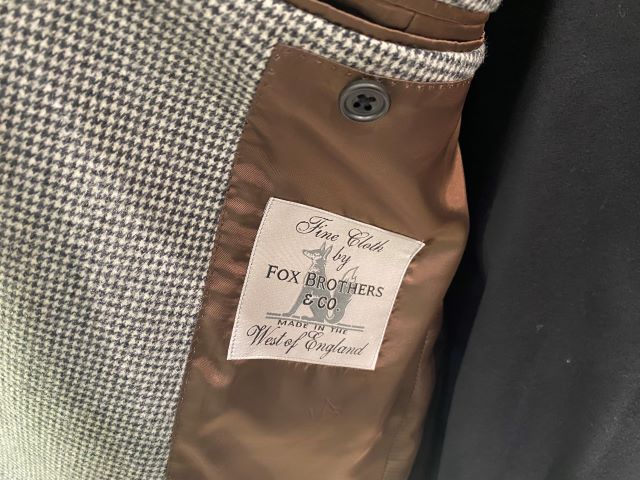 Fine Cloth
by
FOX BROTHERS
& CO.
MADE IN THE
West of England